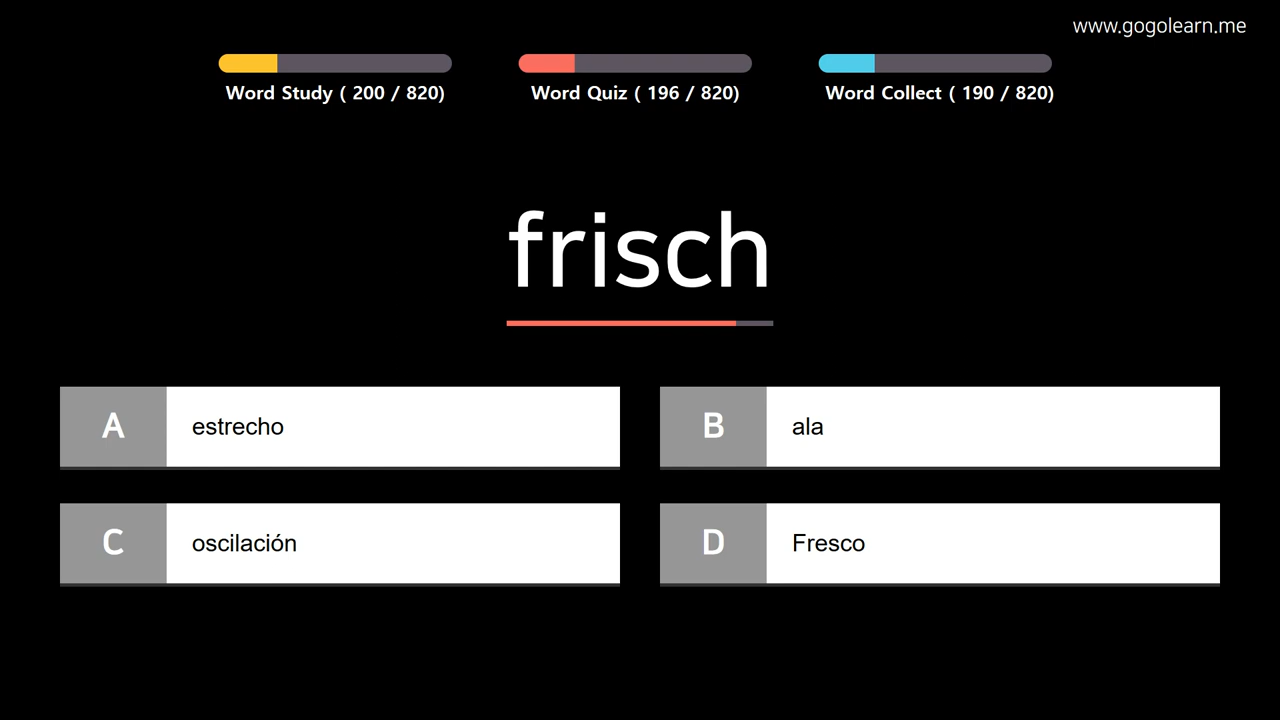 www.gogolearn.me
Word Study ( 200 / 820)
Word Quiz ( 196 / 820)
Word Collect ( 190 / 820)
frisch
A
estrecho
B
ala
C
oscilación
D
Fresco